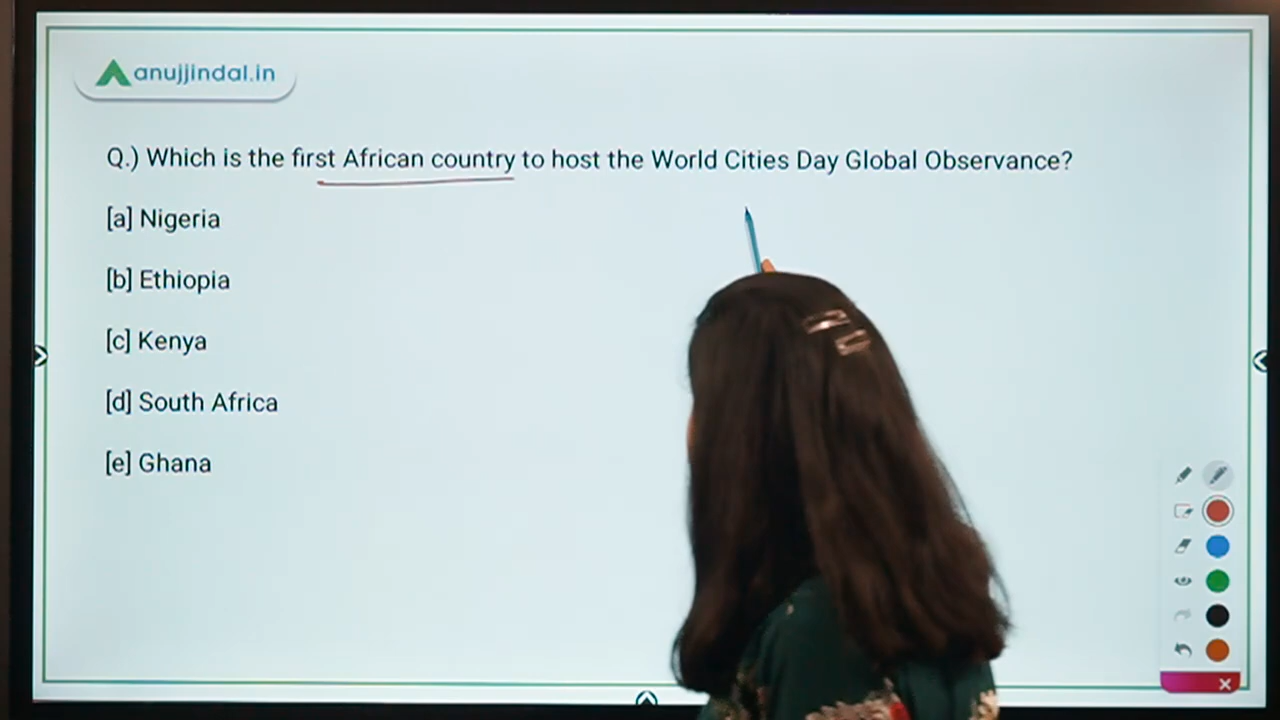 anujjindal.in
Q.) Which is the first African country to host the World Cities Day Global Observance?
[a] Nigeria
[b] Ethiopia
[c] Kenya
[d] South Africa
[e] Ghana